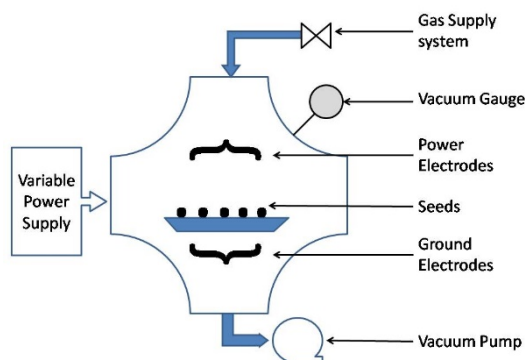 Gas Supply
system
Vacuum Gauge
Power
Electrodes
Variable
Power
Supply
Seeds
Ground
Electrodes
Vacuum Pump